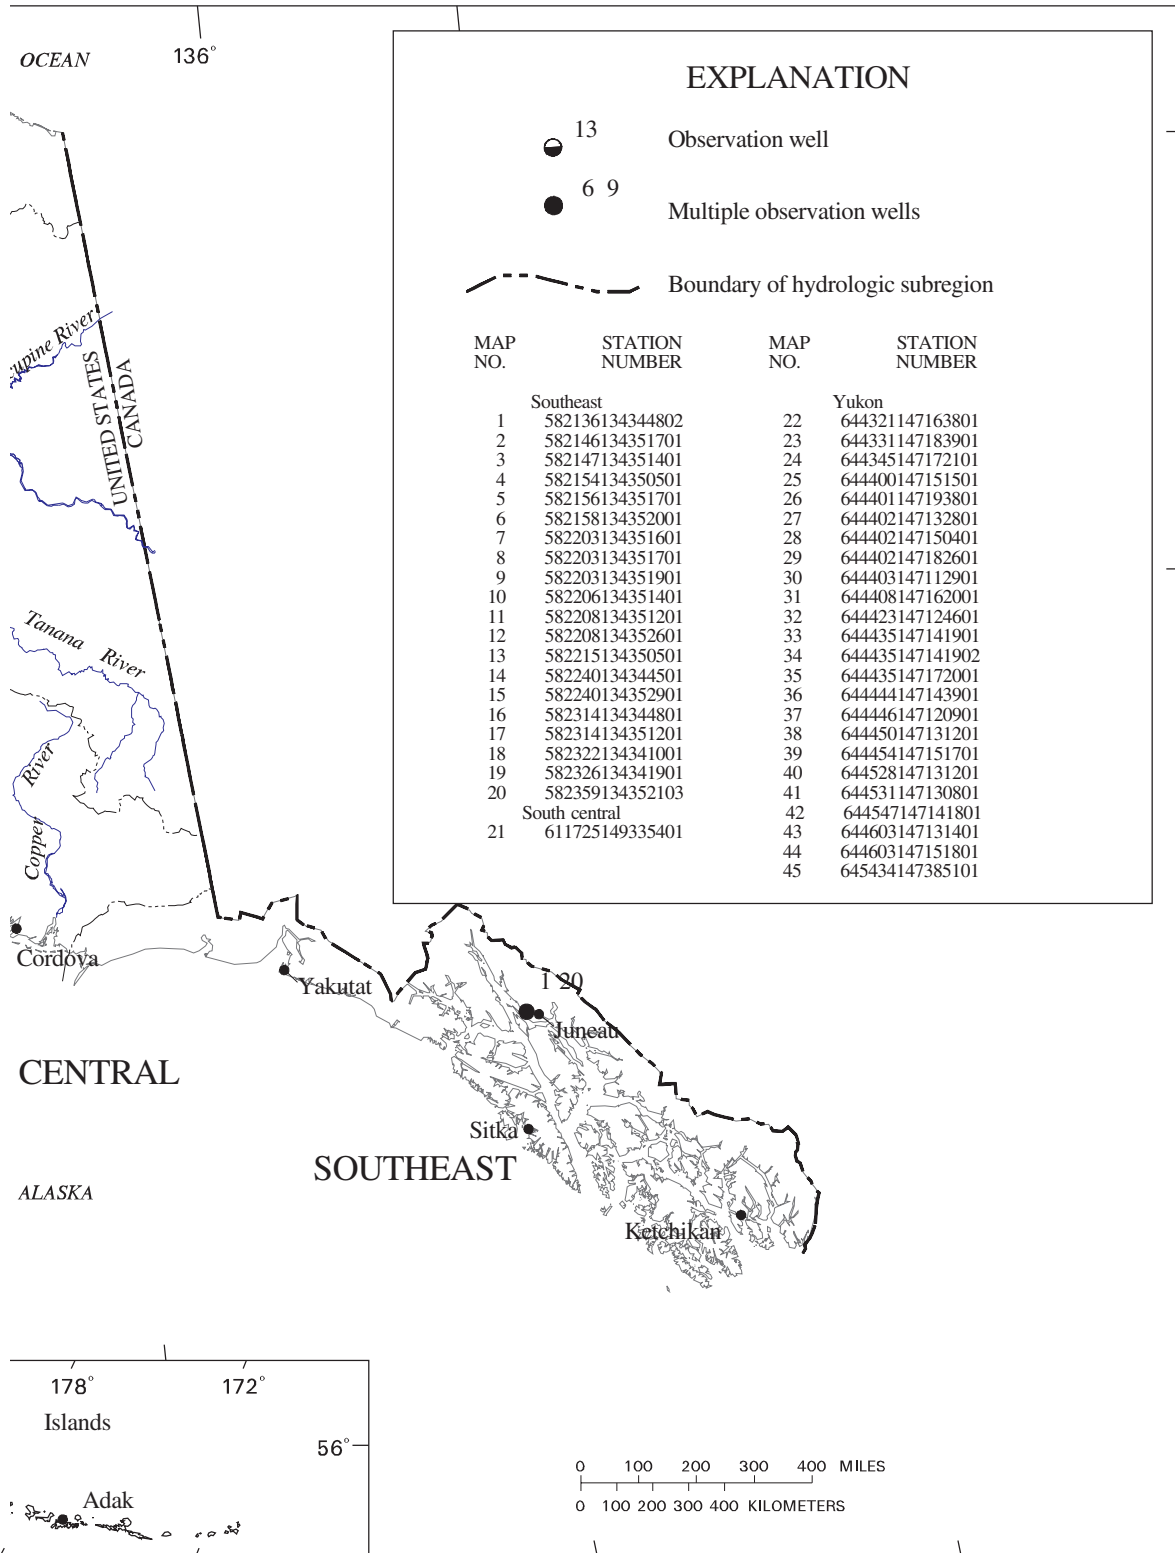 OCEAN
136°
EXPLANATION
13
Observation well
6 9
Multiple observation wells
Boundary of hydrologic subregion
MAP STATION MAP STATION
NO. NUMBER NO. NUMBER
Southeast Yukon
1 582136134344802 22 644321147163801
2 582146134351701 23 644331147183901
3 582147134351401 24 644345147172101
4 582154134350501 25 644400147151501
5 582156134351701 26 644401147193801
6 582158134352001 27 644402147132801
7 582203134351601 28 644402147150401
8 582203134351701 29 644402147182601
9 582203134351901 30 644403147112901
10 582206134351401 31 644408147162001
11 582208134351201 32 644423147124601
12 582208134352601 33 644435147141901
13 582215134350501 34 644435147141902
14 582240134344501 35 644435147172001
15 582240134352901 36 644444147143901
16 582314134344801 37 644446147120901
17 582314134351201 38 644450147131201
18 582322134341001 39 644454147151701
19 582326134341901 40 644528147131201
20 582359134352103 41 644531147130801
South central 42 644547147141801
21 611725149335401 43 644603147131401
44 644603147151801
45 645434147385101
upine River
UNITED STATES
CANADA
Tanana River
Copper River
Cordova
Yakutat
1 20
Juneau
CENTRAL
Sitka
SOUTHEAST
ALASKA
Ketchikan
178° 172°
Islands
56°
Adak
0 100 200 300 400 MILES
0 100 200 300 400 KILOMETERS